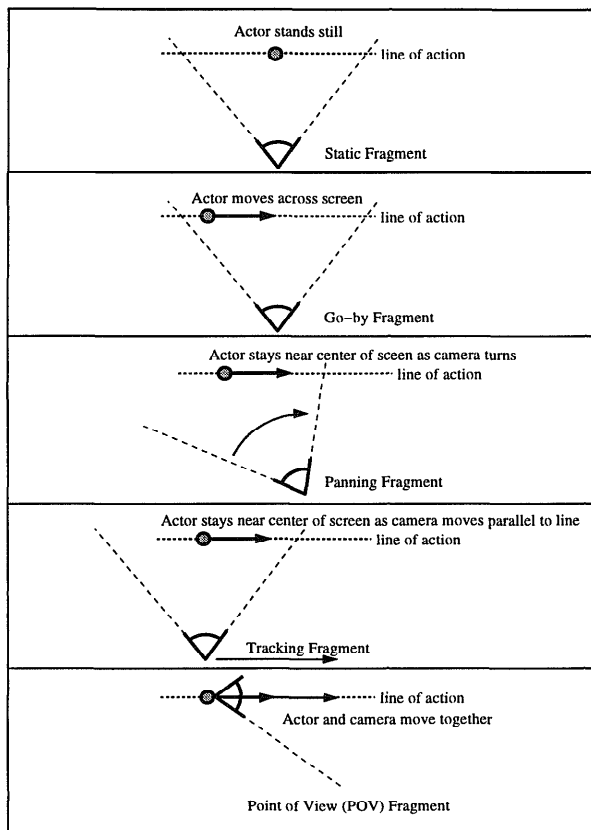 Actor stands still
line of action
Static Fragment
Actor moves across screen
line of action
Go-by Fragment
Actor stays near center of sceen as camera turns
line of action
Panning Fragment
Actor stays near center of screen as camera moves parallel to line
line of action
Tracking Fragment
line of action
Actor and camera move together
Point of View (POV) Fragment